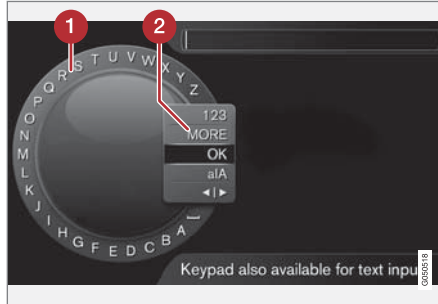 1
2
A B C D E F G H I J K L M N O P Q R S T U V W X Y Z
123
MORE
OK
a|A
◄|►
Keypad also available for text inpu
G050518